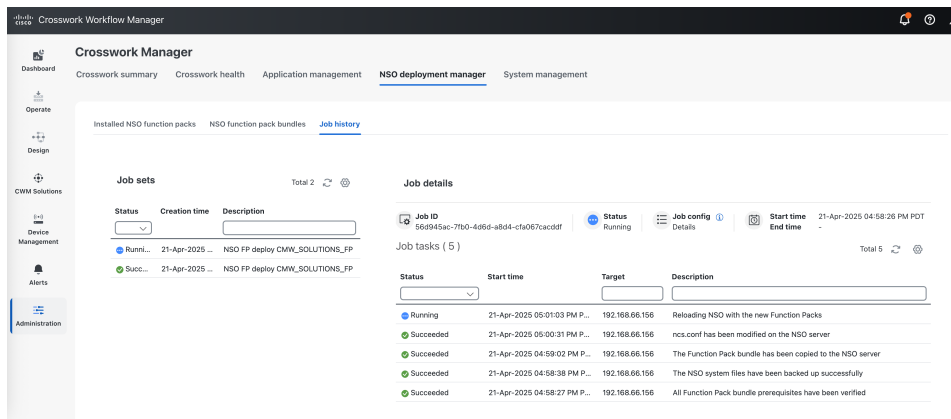 cisco Crosswork Workflow Manager
Crosswork Manager
Crosswork summary Crosswork health Application management NSO deployment manager System management
Dashboard
Operate
Design
CWM Solutions
Device Management
Alerts
Administration
Installed NSO function packs NSO function pack bundles Job history
Job sets
Total 2
Status Creation time Description
Runni... 21-Apr-2025 ... NSO FP deploy CMW_SOLUTIONS_FP
Succ... 21-Apr-2025 ... NSO FP deploy CMW_SOLUTIONS_FP
Job details
Job ID
56d945ac-7fb0-4d6d-a8d4-cfa067cacddf
Status
Running
Job config
Details
Start time 21-Apr-2025 04:58:26 PM PDT
End time -
Job tasks ( 5 )
Total 5
Status Start time Target Description
Running 21-Apr-2025 05:01:03 PM P... 192.168.66.156 Reloading NSO with the new Function Packs
Succeeded 21-Apr-2025 05:00:31 PM P... 192.168.66.156 ncs.conf has been modified on the NSO server
Succeeded 21-Apr-2025 04:59:02 PM P... 192.168.66.156 The Function Pack bundle has been copied to the NSO server
Succeeded 21-Apr-2025 04:58:38 PM P... 192.168.66.156 The NSO system files have been backed up successfully
Succeeded 21-Apr-2025 04:58:27 PM P... 192.168.66.156 All Function Pack bundle prerequisites have been verified